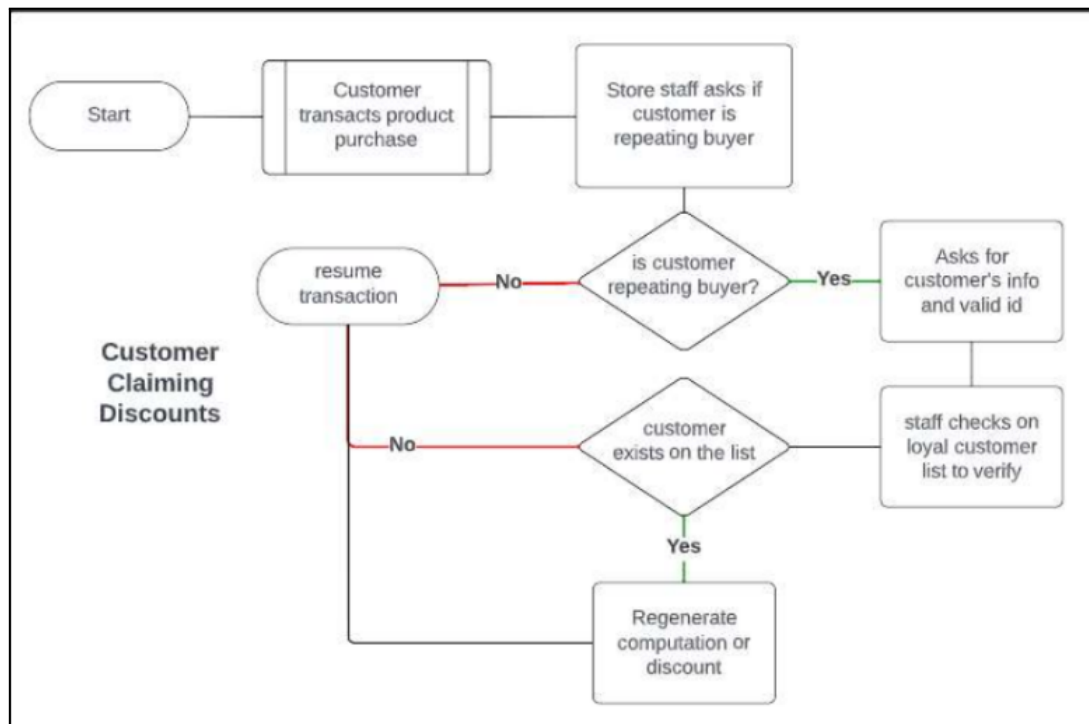 Start
Customer
transacts product
purchase
Store staff asks if
customer is
repeating buyer
resume
transaction
No
is customer
repeating buyer?
Yes
Asks for
customer's info
and valid id
Customer
Claiming
Discounts
No
customer
exists on the list
staff checks on
loyal customer
list to verify
Yes
Regenerate
computation or
discount